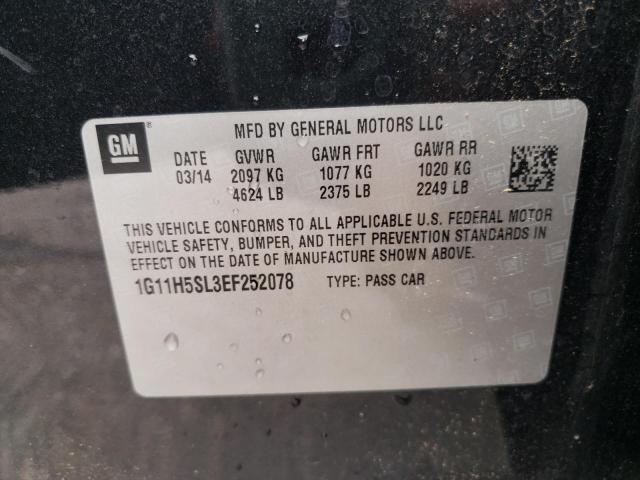 GM ®
MFD BY GENERAL MOTORS LLC
DATE GVWR GAWR FRT GAWR RR
03/14 2097 KG 1077 KG 1020 KG
4624 LB 2375 LB 2249 LB
THIS VEHICLE CONFORMS TO ALL APPLICABLE U.S. FEDERAL MOTOR
VEHICLE SAFETY, BUMPER, AND THEFT PREVENTION STANDARDS IN
EFFECT ON THE DATE OF MANUFACTURE SHOWN ABOVE.
1G11H5SL3EF252078 TYPE: PASS CAR